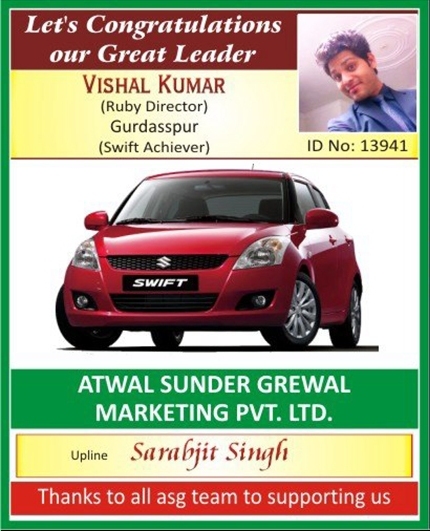 Let's Congratulations
our Great Leader
VISHAL KUMAR
(Ruby Director)
Gurdasspur
(Swift Achiever)
ID No: 13941
SWIFT
ATWAL SUNDER GREWAL
MARKETING PVT. LTD.
Upline Sarabjit Singh
Thanks to all asg team to supporting us